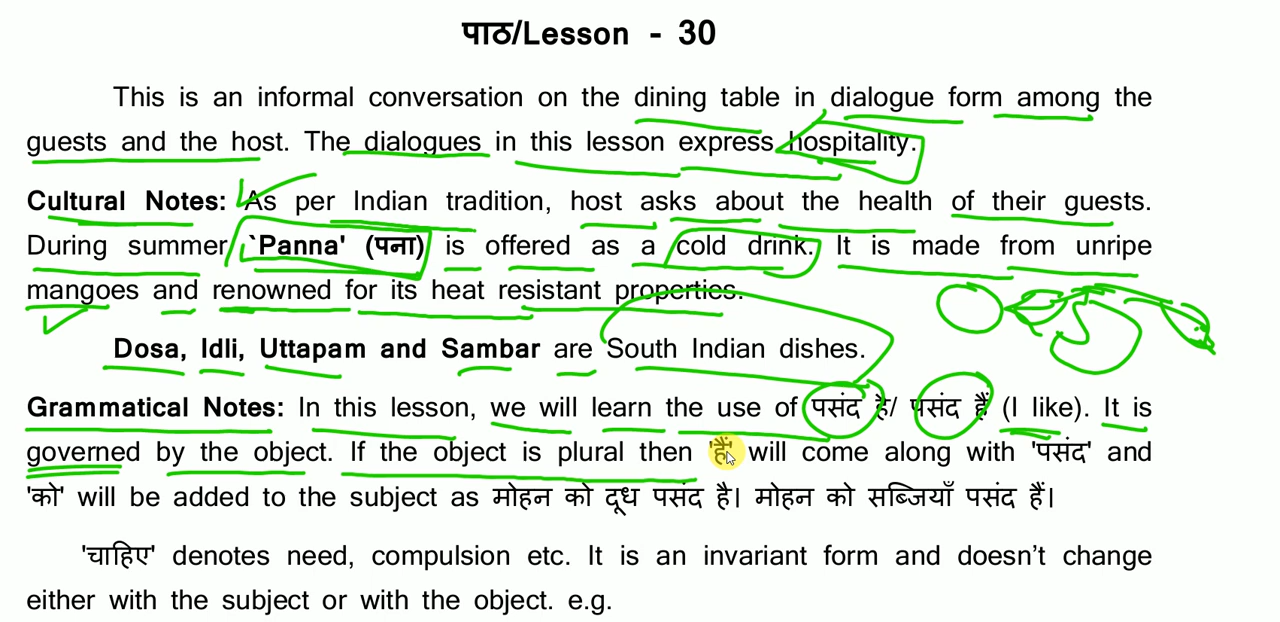 पाठ/Lesson - 30
This is an informal conversation on the dining table in dialogue form among the
guests and the host. The dialogues in this lesson express hospitality.
Cultural Notes: As per Indian tradition, host asks about the health of their guests.
During summer `Panna' (पना) is offered as a cold drink. It is made from unripe
mangoes and renowned for its heat resistant properties.
Dosa, Idli, Uttapam and Sambar are South Indian dishes.
Grammatical Notes: In this lesson, we will learn the use of पसंद है/ पसंद हैं (I like). It is
governed by the object. If the object is plural then 'हैं' will come along with 'पसंद' and
'को' will be added to the subject as मोहन को दूध पसंद है। मोहन को सब्जियाँ पसंद हैं।
'चाहिए' denotes need, compulsion etc. It is an invariant form and doesn’t change
either with the subject or with the object. e.g.